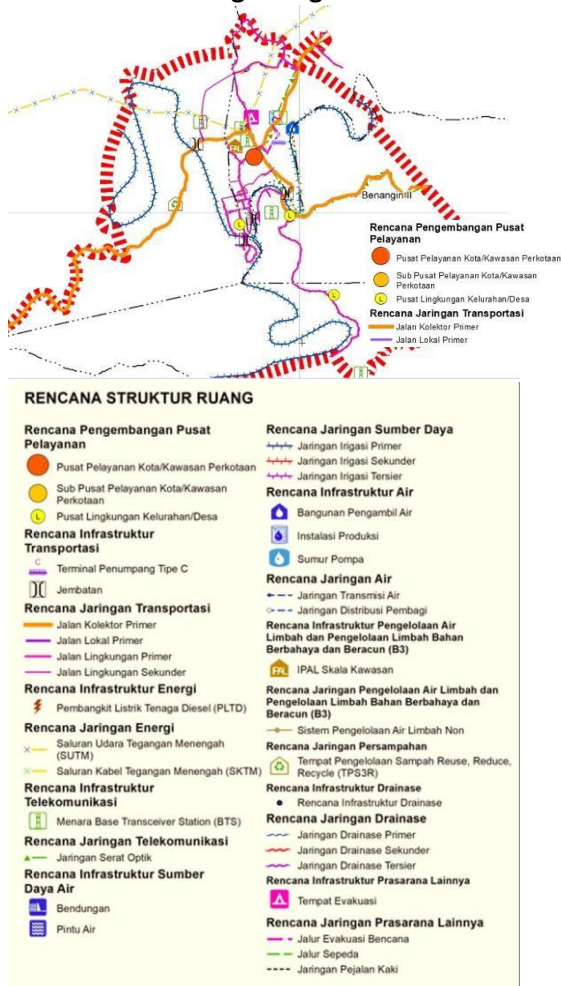 Benangin II
Rencana Pengembangan Pusat
Pelayanan
Pusat Pelayanan Kota/Kawasan Perkotaan
Sub Pusat Pelayanan Kota/Kawasan
Perkotaan
L
Pusat Lingkungan Kelurahan/Desa
Rencana Jaringan Transportasi
Jalan Kolektor Primer
Jalan Lokal Primer
RENCANA STRUKTUR RUANG
Rencana Pengembangan Pusat
Pelayanan
Pusat Pelayanan Kota/Kawasan Perkotaan
Sub Pusat Pelayanan Kota/Kawasan
Perkotaan
L
Pusat Lingkungan Kelurahan/Desa
Rencana Infrastruktur
Transportasi
C
Terminal Penumpang Tipe C
Jembatan
Rencana Jaringan Transportasi
Jalan Kolektor Primer
Jalan Lokal Primer
Jalan Lingkungan Primer
Jalan Lingkungan Sekunder
Rencana Infrastruktur Energi
Pembangkit Listrik Tenaga Diesel (PLTD)
Rencana Jaringan Energi
Saluran Udara Tegangan Menengah
(SUTM)
Saluran Kabel Tegangan Menengah (SKTM)
Rencana Infrastruktur
Telekomunikasi
Menara Base Transceiver Station (BTS)
Rencana Jaringan Telekomunikasi
Jaringan Serat Optik
Rencana Infrastruktur Sumber
Daya Air
Bendungan
Pintu Air
Rencana Jaringan Sumber Daya
Jaringan Irigasi Primer
Jaringan Irigasi Sekunder
Jaringan Irigasi Tersier
Rencana Infrastruktur Air
Bangunan Pengambil Air
Instalasi Produksi
Sumur Pompa
Rencana Jaringan Air
Jaringan Transmisi Air
Jaringan Distribusi Pembagi
Rencana Infrastruktur Pengelolaan Air
Limbah dan Pengelolaan Limbah Bahan
Berbahaya dan Beracun (B3)
IPAL Skala Kawasan
Rencana Jaringan Pengelolaan Air Limbah dan
Pengelolaan Limbah Bahan Berbahaya dan
Beracun (B3)
Sistem Pengelolaan Air Limbah Non
Rencana Jaringan Persampahan
Tempat Pengelolaan Sampah Reuse, Reduce,
Recycle (TPS3R)
Rencana Infrastruktur Drainase
Rencana Infrastruktur Drainase
Rencana Jaringan Drainase
Jaringan Drainase Primer
Jaringan Drainase Sekunder
Jaringan Drainase Tersier
Rencana Infrastruktur Prasarana Lainnya
Tempat Evakuasi
Rencana Jaringan Prasarana Lainnya
Jalur Evakuasi Bencana
Jalur Sepeda
Jaringan Pejalan Kaki